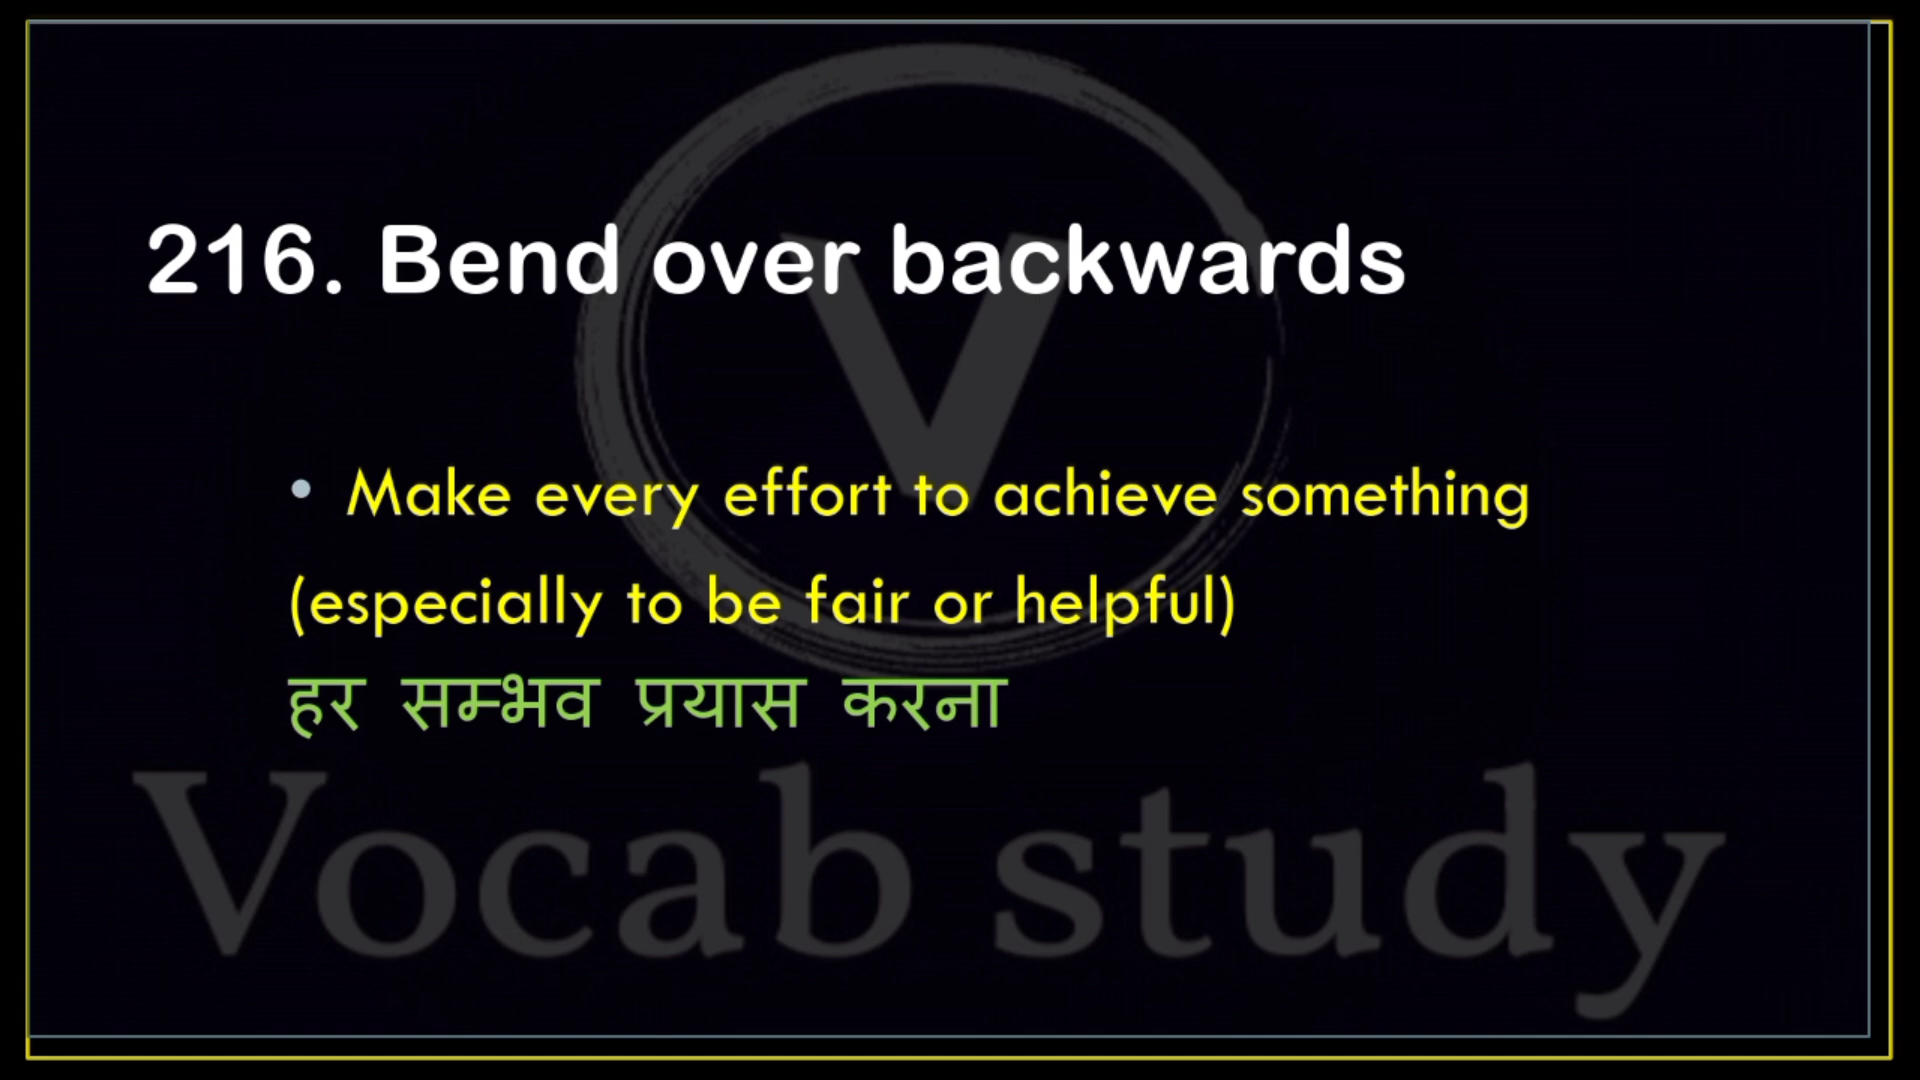 216. Bend over backwards
• Make every effort to achieve something
(especially to be fair or helpful)
हर सम्भव प्रयास करना
V
Vocab study